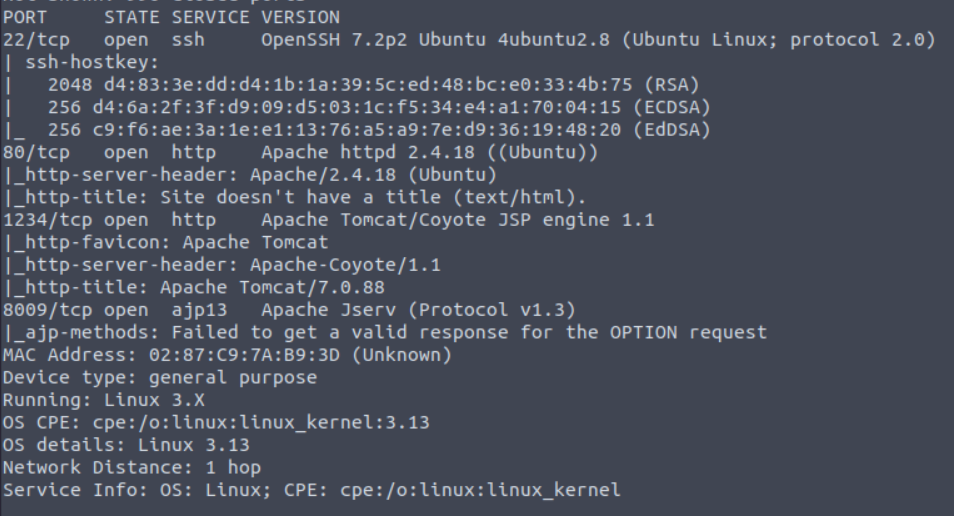 PORT     STATE SERVICE VERSION
22/tcp   open  ssh     OpenSSH 7.2p2 Ubuntu 4ubuntu2.8 (Ubuntu Linux; protocol 2.0)
| ssh-hostkey:
|   2048 d4:83:3e:dd:d4:1b:1a:39:5c:ed:48:bc:e0:33:4b:75 (RSA)
|   256 d4:6a:2f:3f:d9:09:d5:03:1c:f5:34:e4:a1:70:04:15 (ECDSA)
|_  256 c9:f6:ae:3a:1e:e1:13:76:a5:a9:7e:d9:36:19:48:20 (EdDSA)
80/tcp   open  http    Apache httpd 2.4.18 ((Ubuntu))
|_http-server-header: Apache/2.4.18 (Ubuntu)
|_http-title: Site doesn't have a title (text/html).
1234/tcp open  http    Apache Tomcat/Coyote JSP engine 1.1
|_http-favicon: Apache Tomcat
|_http-server-header: Apache-Coyote/1.1
|_http-title: Apache Tomcat/7.0.88
8009/tcp open  ajp13   Apache Jserv (Protocol v1.3)
|_ajp-methods: Failed to get a valid response for the OPTION request
MAC Address: 02:87:C9:7A:B9:3D (Unknown)
Device type: general purpose
Running: Linux 3.X
OS CPE: cpe:/o:linux:linux_kernel:3.13
OS details: Linux 3.13
Network Distance: 1 hop
Service Info: OS: Linux; CPE: cpe:/o:linux:linux_kernel